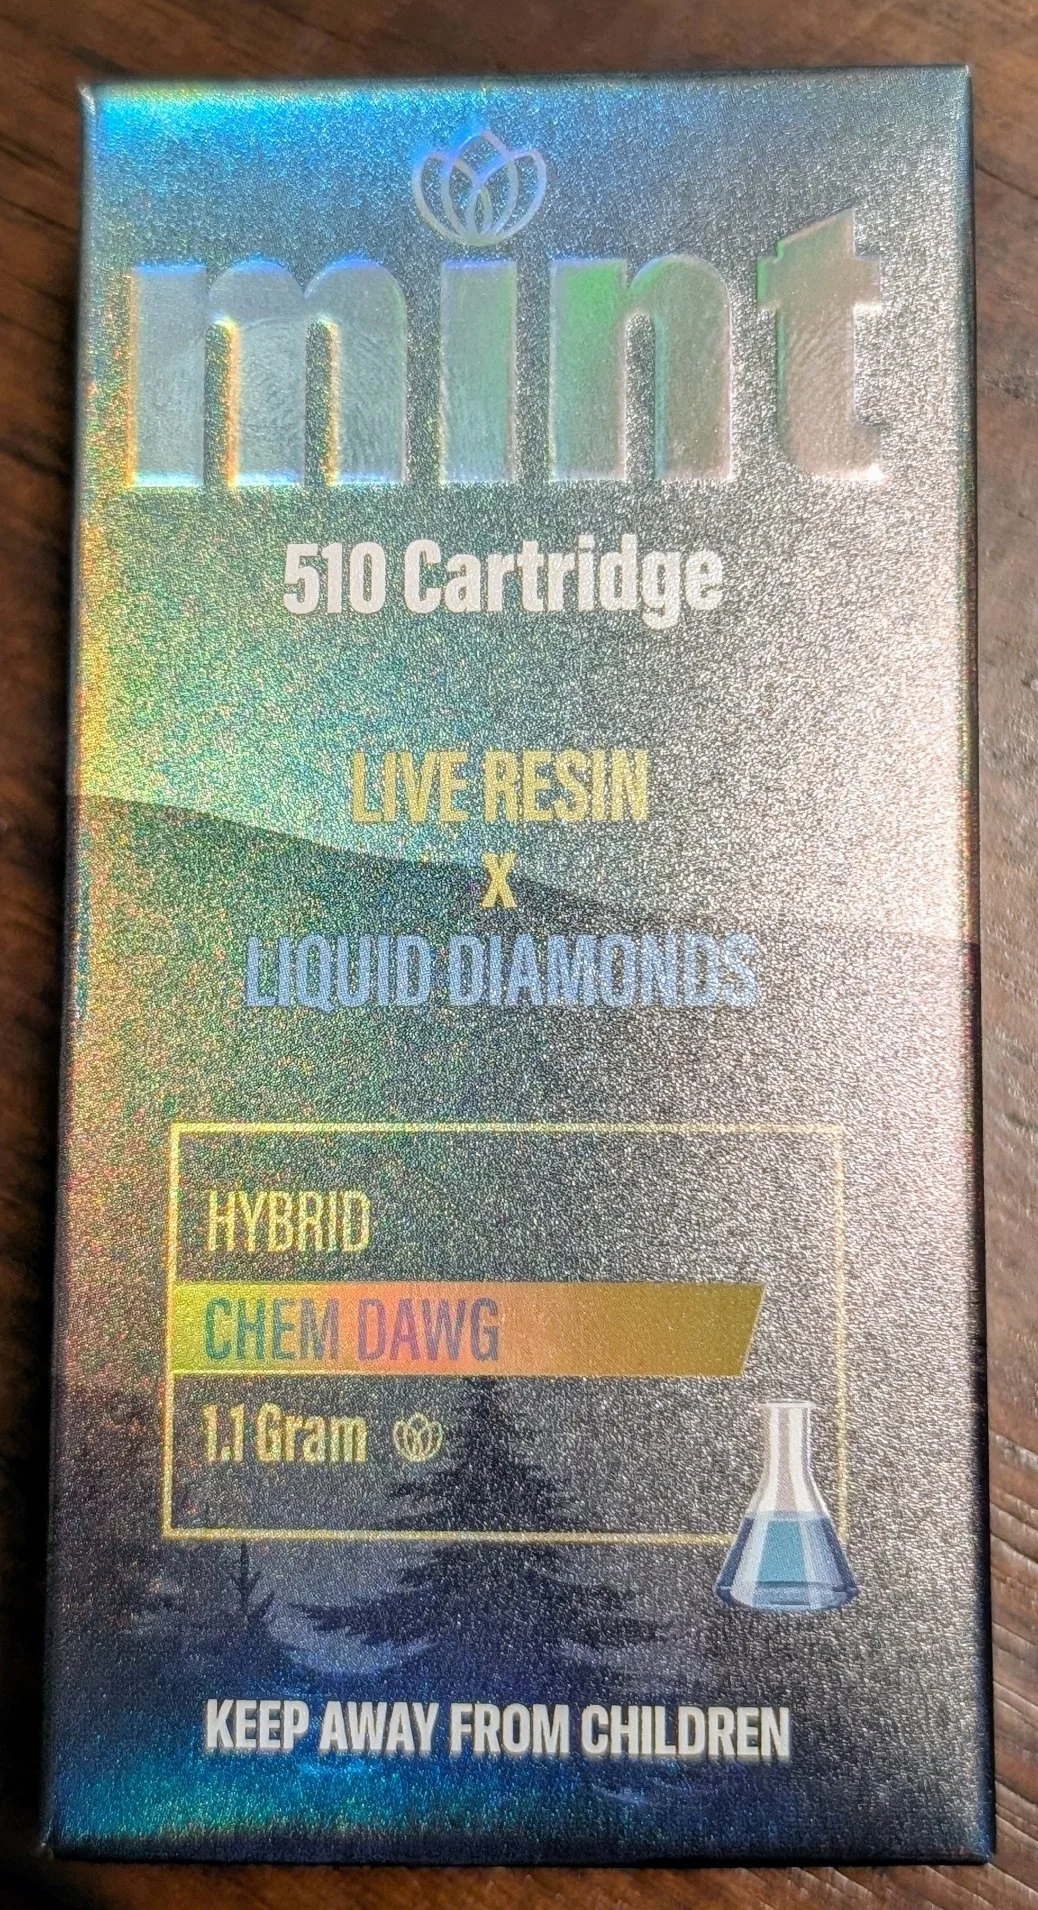 mint
510 Cartridge
LIVE RESIN
X
LIQUID DIAMONDS
HYBRID
CHEM DAWG
1.1 Gram
KEEP AWAY FROM CHILDREN